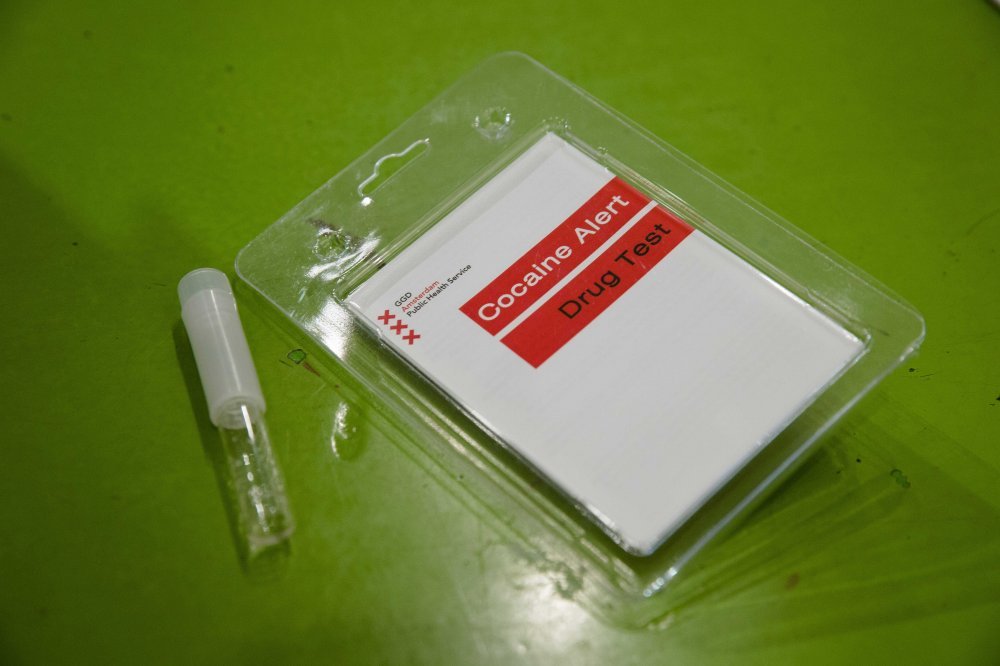 Cocaine Alert
Drug Test
GGD
Amsterdam
Public Health Service